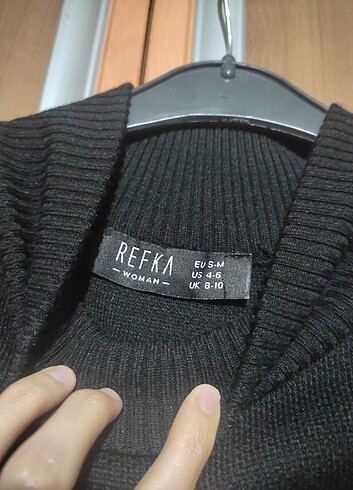 REFKA
— WOMAN —
EU S-M
US 4-6
UK 8-10